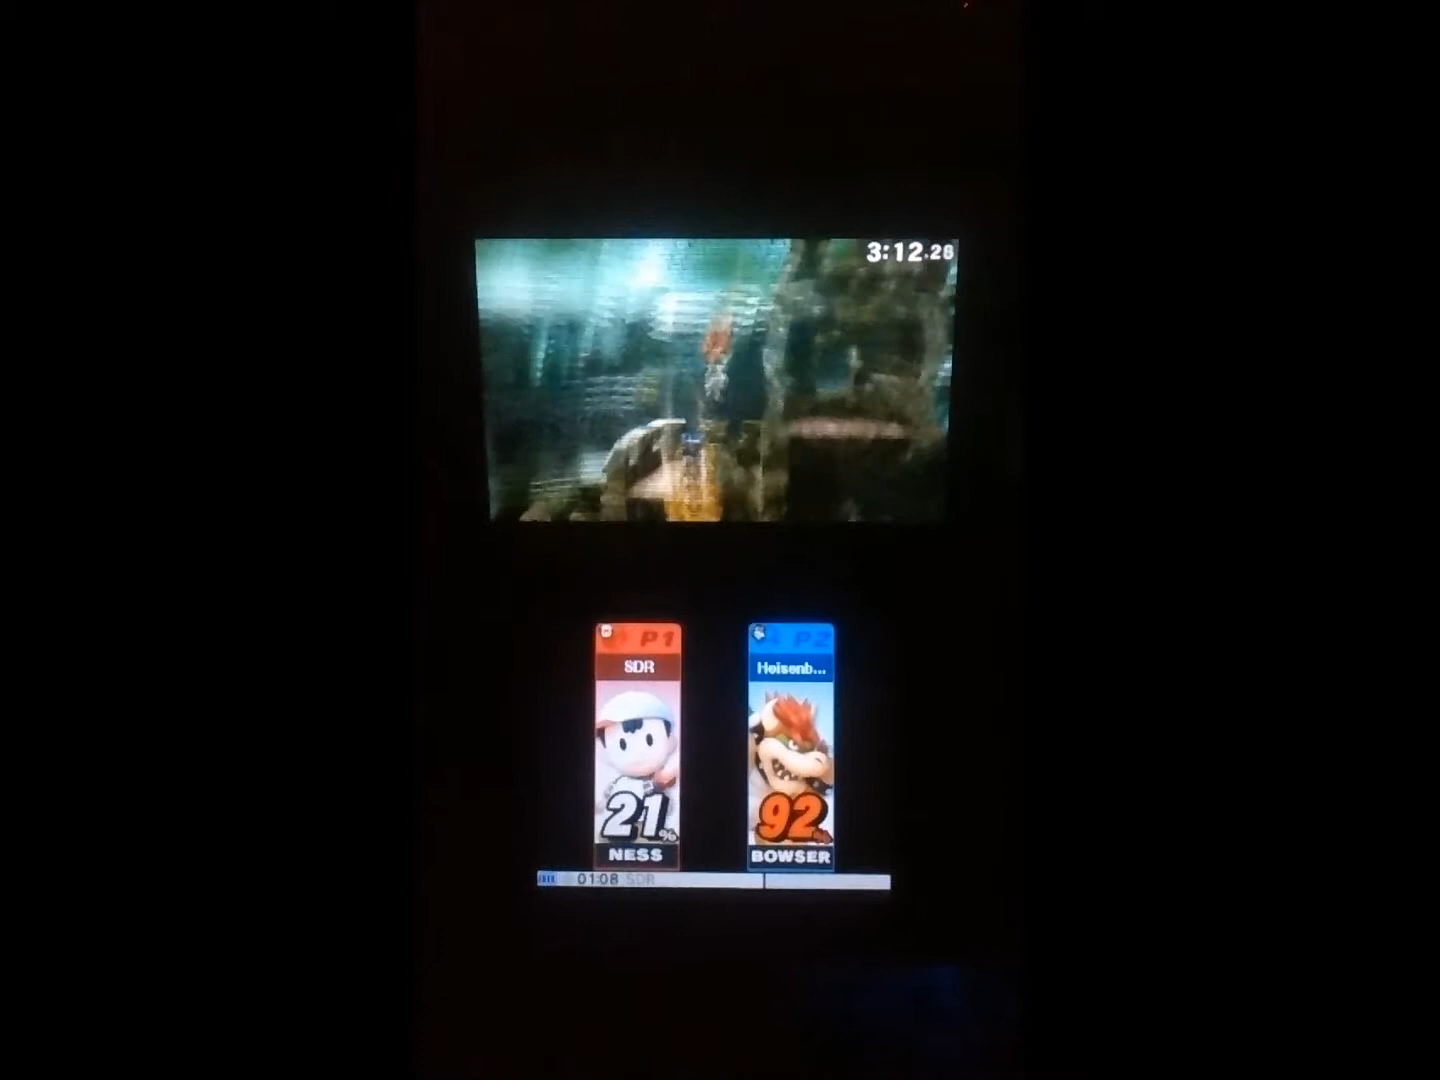 3:12.28
P1
SDR
21%
NESS
P2
Heisenb...
92%
BOWSER
01:08 SDR